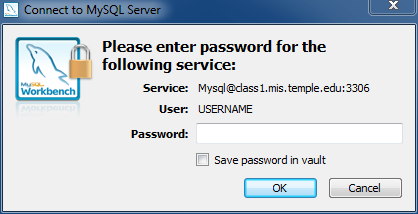 Connect to MySQL Server
Please enter password for the
following service:
MySQL
Workbench
Service: Mysql@class1.mis.temple.edu:3306
User: USERNAME
Password:
Save password in vault
OK Cancel